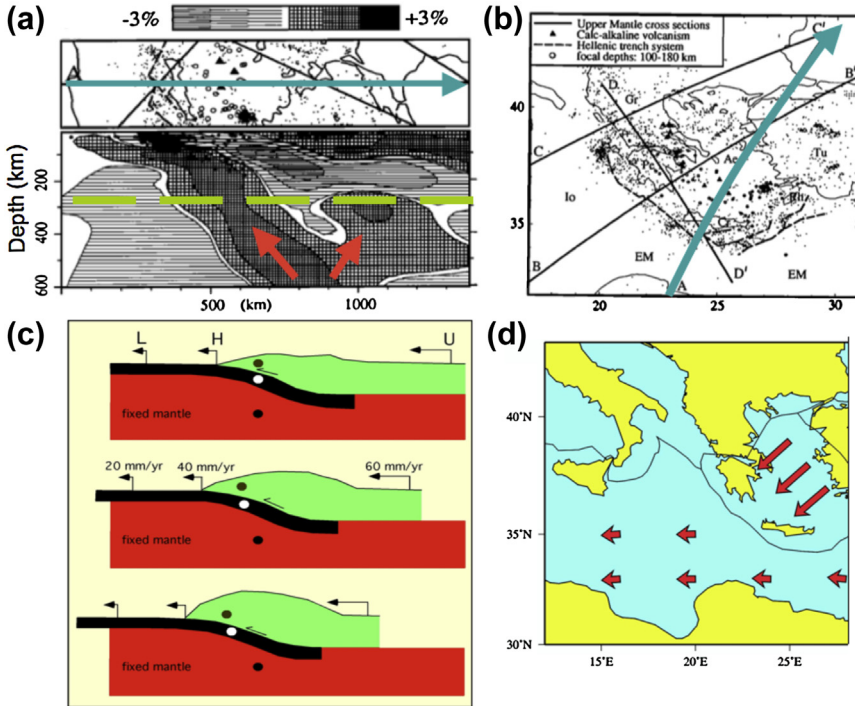 (a)
-3% +3%
A
Depth (km)
200
400
600
500 (km) 1000
(b)
Upper Mantle cross sections
Calc-alkaline volcanism
Hellenic trench system
focal depths: 100-180 km
C'
B'
40
35
D
Gr
C
Ae
Tu
Io
Rh
Cr
EM
EM
B
A
D'
20 25 30
(c)
L H U
fixed mantle
20 mm/yr 40 mm/yr 60 mm/yr
fixed mantle
fixed mantle
(d)
40°N
35°N
30°N
15°E 20°E 25°E